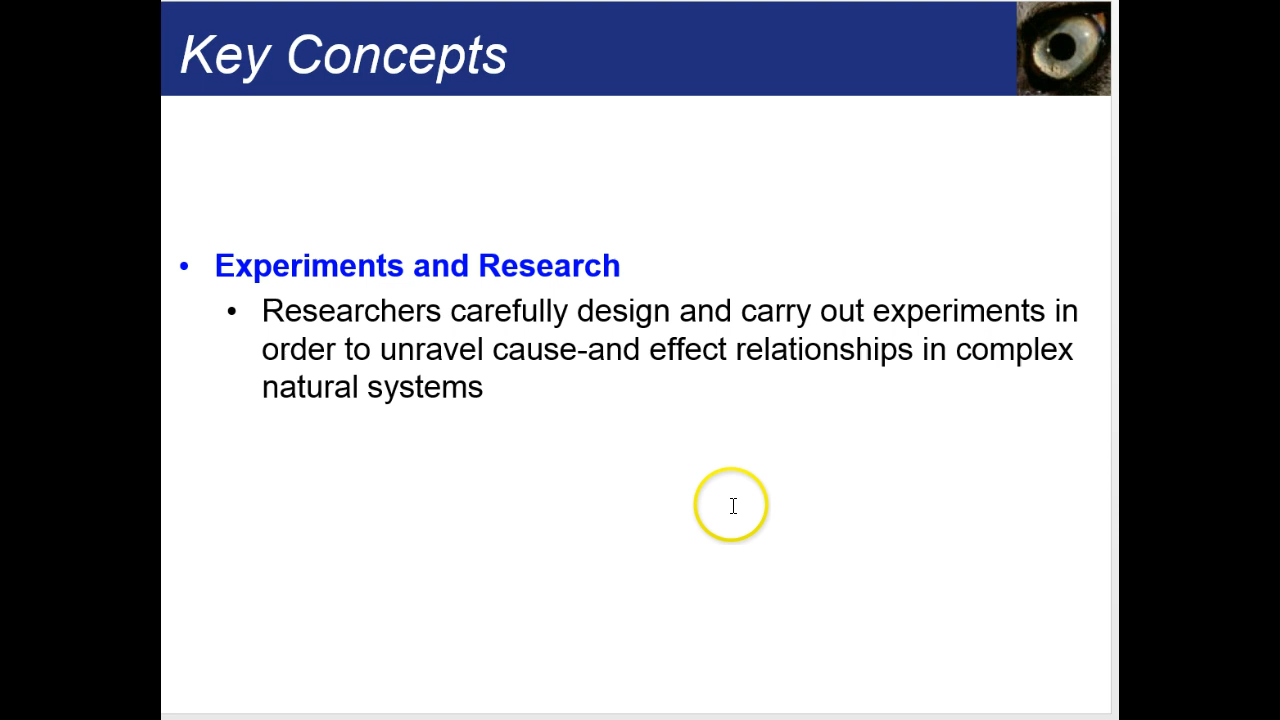 Key Concepts
• Experiments and Research
• Researchers carefully design and carry out experiments in
order to unravel cause-and effect relationships in complex
natural systems